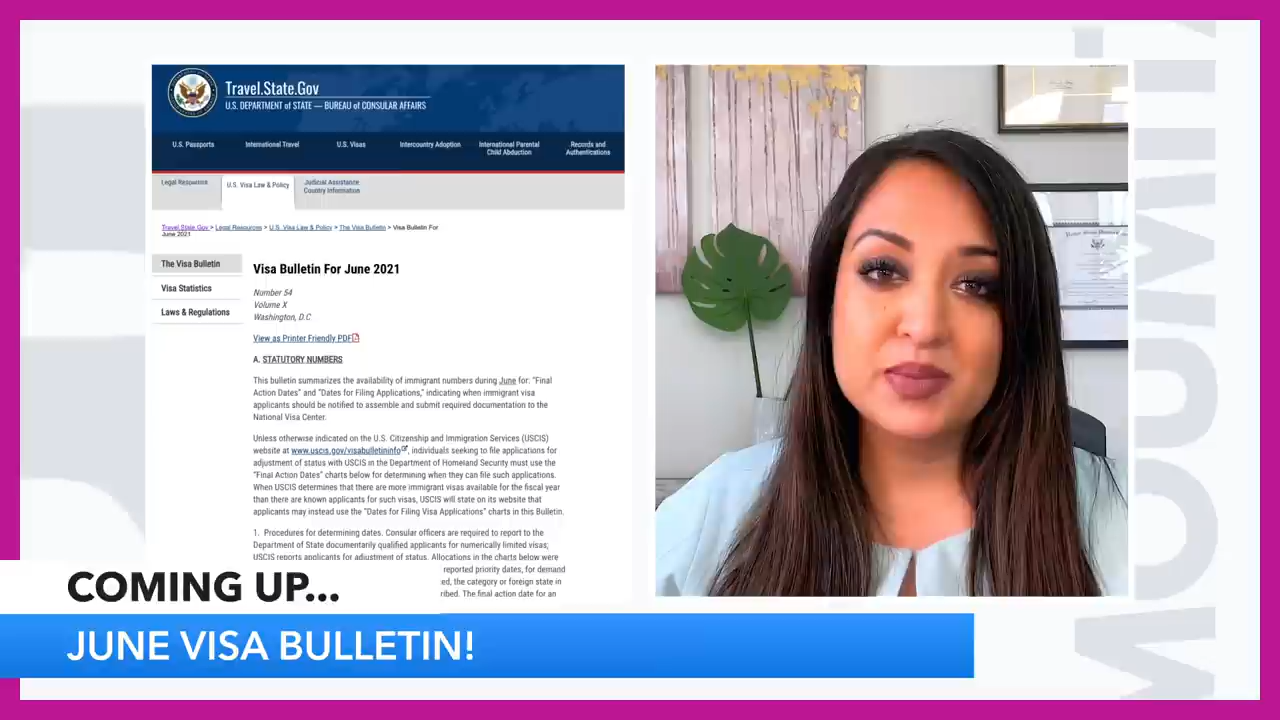 Travel.State.Gov
U.S. DEPARTMENT of STATE — BUREAU of CONSULAR AFFAIRS
U.S. Passports
International Travel
U.S. Visas
Intercountry Adoption
International Parental
Child Abduction
Records and
Authentications
Legal Resources
U.S. Visa Law & Policy
Judicial Assistance
Country Information
Travel.State.Gov > Legal Resources > U.S. Visa Law & Policy > The Visa Bulletin > Visa Bulletin For
June 2021
The Visa Bulletin
Visa Statistics
Laws & Regulations
Visa Bulletin For June 2021
Number 54
Volume X
Washington, D.C
View as Printer Friendly PDF
A. STATUTORY NUMBERS
This bulletin summarizes the availability of immigrant numbers during June for: “Final
Action Dates” and “Dates for Filing Applications,” indicating when immigrant visa
applicants should be notified to assemble and submit required documentation to the
National Visa Center.
Unless otherwise indicated on the U.S. Citizenship and Immigration Services (USCIS)
website at www.uscis.gov/visabulletininfo, individuals seeking to file applications for
adjustment of status with USCIS in the Department of Homeland Security must use the
“Final Action Dates” charts below for determining when they can file such applications.
When USCIS determines that there are more immigrant visas available for the fiscal year
than there are known applicants for such visas, USCIS will state on its website that
applicants may instead use the “Dates for Filing Visa Applications” charts in this Bulletin.
1. Procedures for determining dates. Consular officers are required to report to the
Department of State documentarily qualified applicants for numerically limited visas;
USCIS reports applicants for adjustment of status. Allocations in the charts below were
reported priority dates, for demand
ed, the category or foreign state in
ribed. The final action date for an
COMING UP...
JUNE VISA BULLETIN!